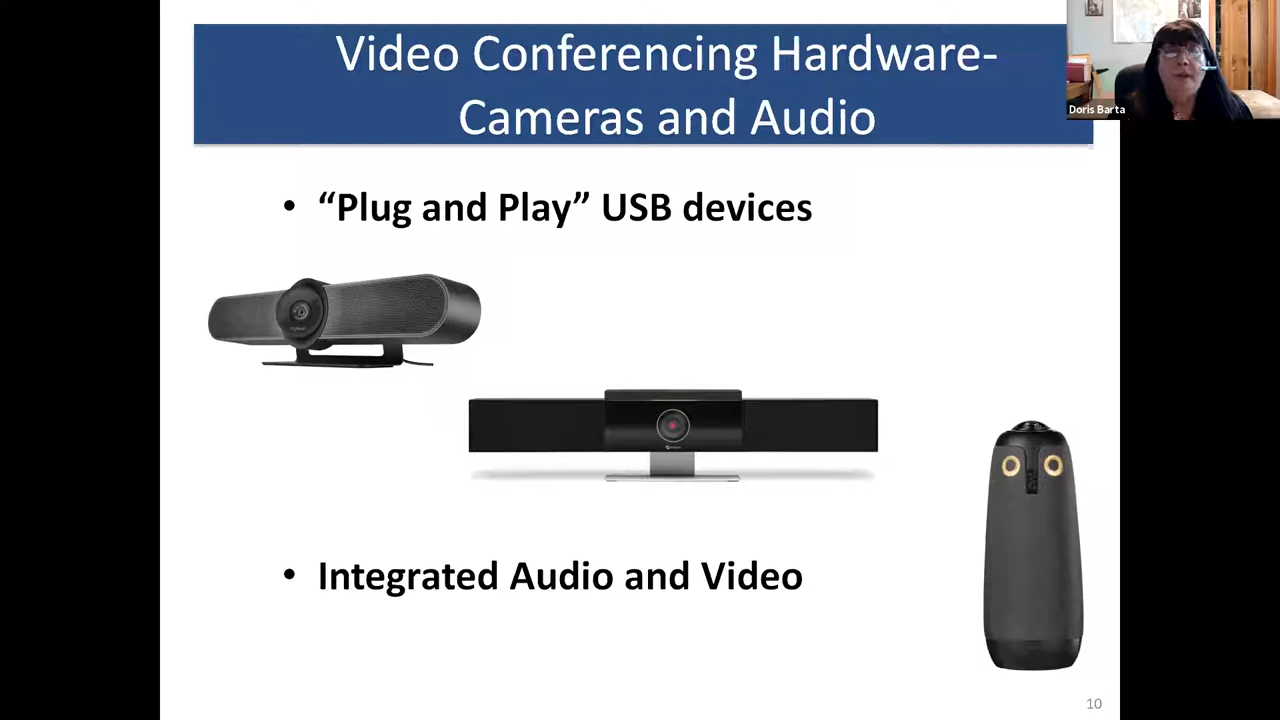 Video Conferencing Hardware-
Cameras and Audio
Doris Barta
• “Plug and Play” USB devices
• Integrated Audio and Video
10